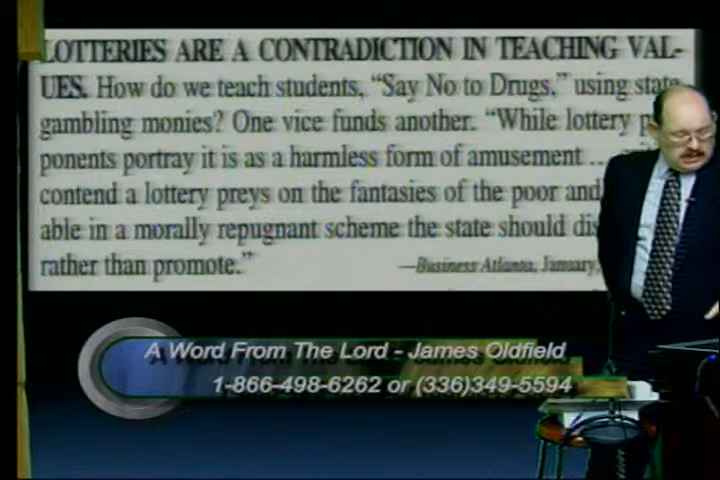 LOTTERIES ARE A CONTRADICTION IN TEACHING VAL-
UES. How do we teach students, “Say No to Drugs,” using state
gambling monies? One vice funds another. “While lottery
ponents portray it is as a harmless form of amusement ...
contend a lottery preys on the fantasies of the poor and
able in a morally repugnant scheme the state should
rather than promote.”
—Business Atlanta, January,
A Word From The Lord - James Oldfield
1-866-498-6262 or (336)349-5594